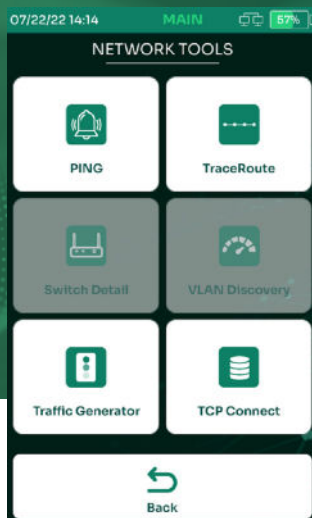 07/22/22 14:14 MAIN 57%
NETWORK TOOLS
PING TraceRoute
Switch Detail VLAN Discovery
Traffic Generator TCP Connect
Back